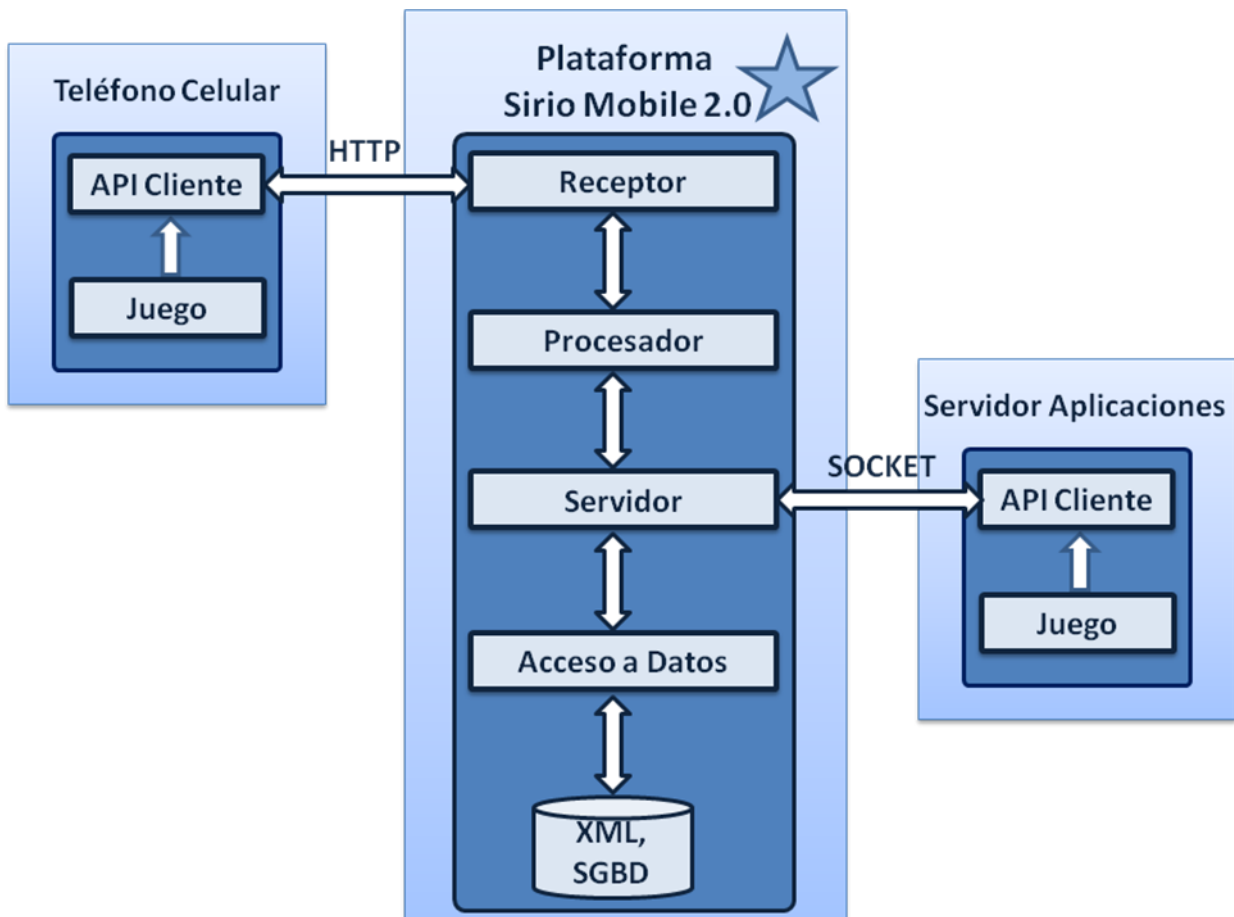 Teléfono Celular
API Cliente
Juego
HTTP
Plataforma
Sirio Mobile 2.0
Receptor
Procesador
Servidor
Acceso a Datos
XML,
SGBD
SOCKET
Servidor Aplicaciones
API Cliente
Juego